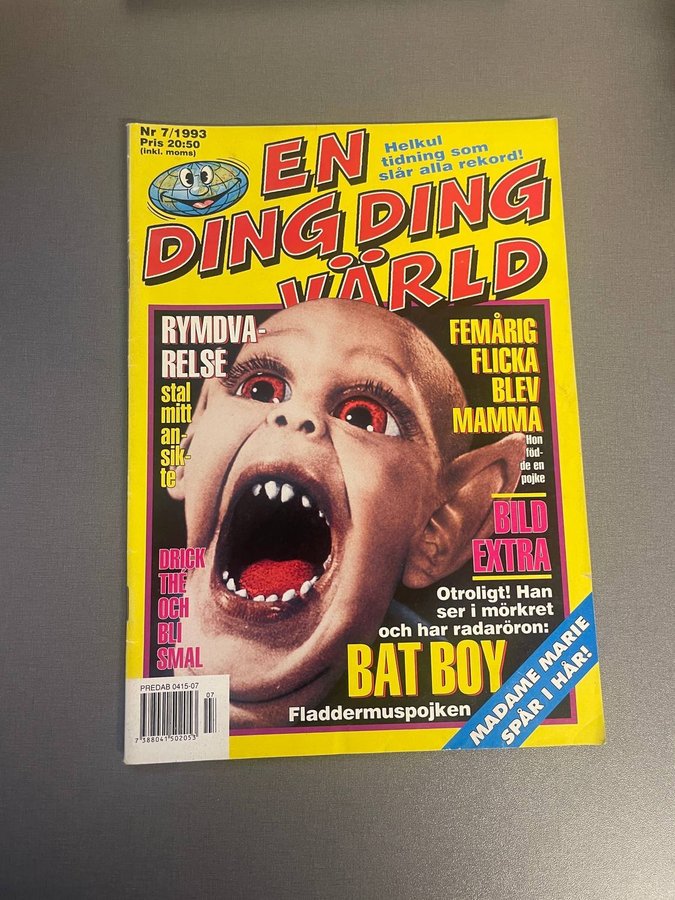 Nr 7/1993
Pris 20:50
(inkl. moms)
EN
DING DING
VÄRLD
Helkul
tidning som
slår alla rekord!
RYMDVA-
RELSE
stal
mitt
an-
sik-
te
FEMÅRIG
FLICKA
BLEV
MAMMA
Hon
föd-
de en
pojke
BILD
EXTRA
DRICK
THÉ
OCH
BLI
SMAL
Otroligt! Han
ser i mörkret
och har radaröron:
BAT BOY
Fladdermuspojken
MADAME MARIE
SPÅR I HÅR!
PREDAB 0415-07
07
7 388041 502053